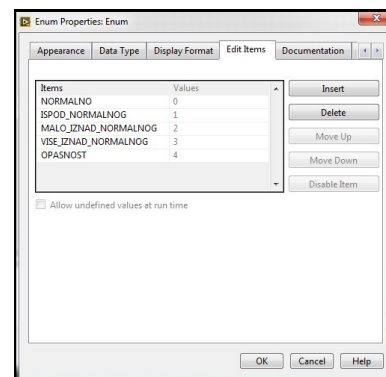 Enum Properties: Enum
Appearance Data Type Display Format Edit Items Documentation
Items Values
NORMALNO 0
ISPOD_NORMALNOG 1
MALO_IZNAD_NORMALNOG 2
VISE_IZNAD_NORMALNOG 3
OPASNOST 4
Insert
Delete
Move Up
Move Down
Disable Item
Allow undefined values at run time
OK Cancel Help